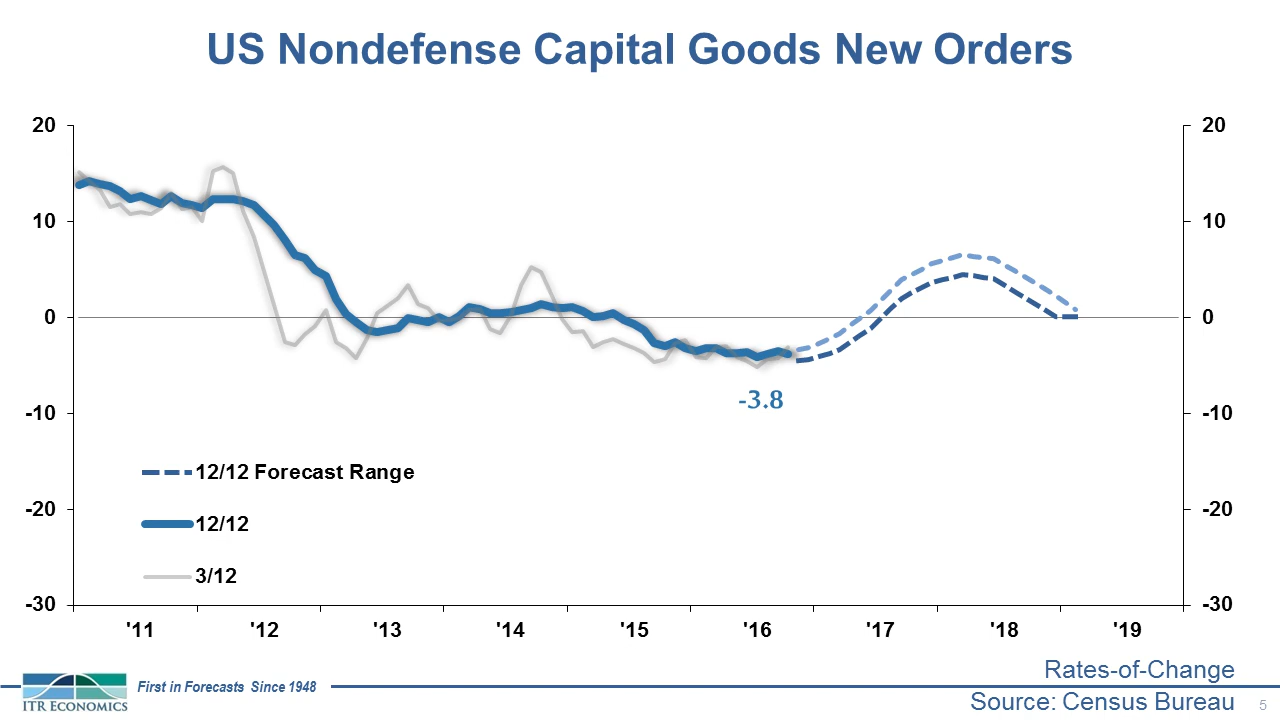 US Nondefense Capital Goods New Orders
20 20
10 10
0 0
-10 -10
-3.8
-20 -20
-30 -30
12/12 Forecast Range
12/12
3/12
'11 '12 '13 '14 '15 '16 '17 '18 '19
Rates-of-Change
Source: Census Bureau
ITR ECONOMICS
First in Forecasts Since 1948
5